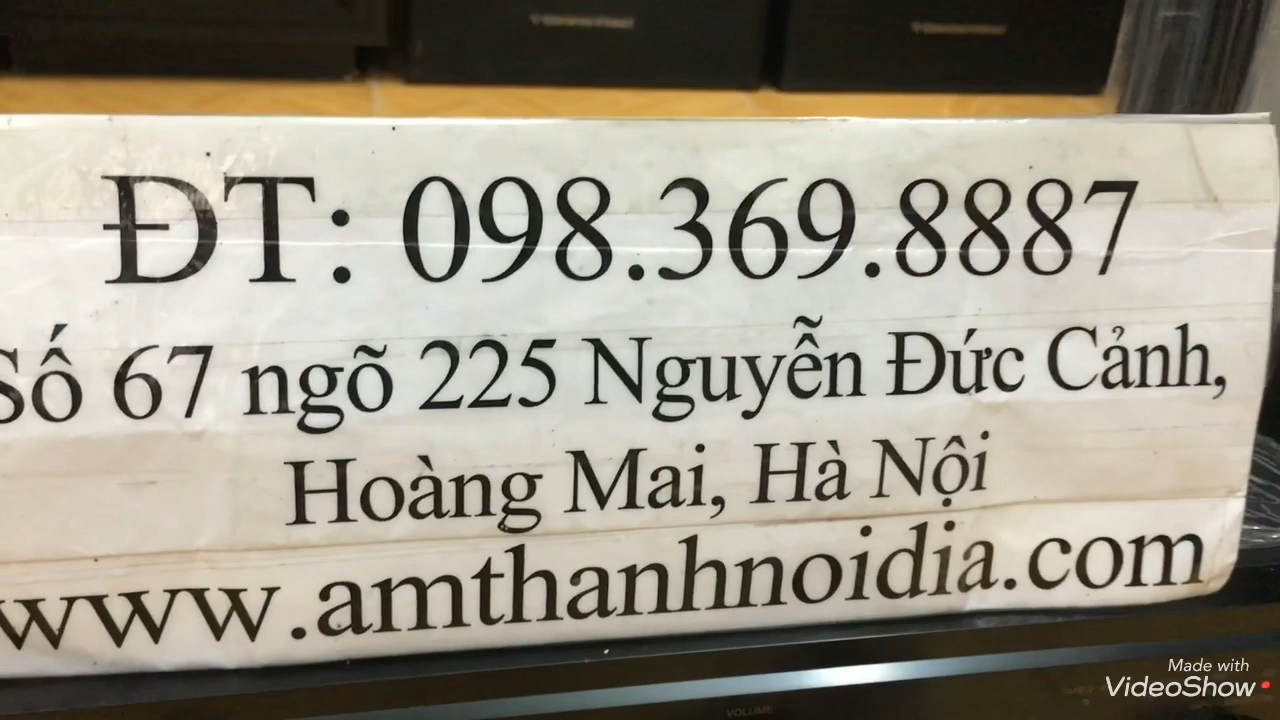 ĐT: 098.369.8887
Số 67 ngõ 225 Nguyễn Đức Cảnh,
Hoàng Mai, Hà Nội
www.amthanhnoidia.com
Made with
VideoShow
VOLUME